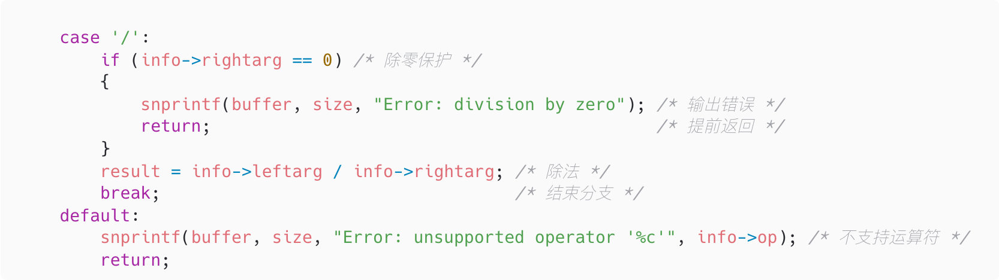 case '/':
    if (info->rightarg == 0) /* 除零保护 */
    {
        snprintf(buffer, size, "Error: division by zero"); /* 输出错误 */
        return;                                            /* 提前返回 */
    }
    result = info->leftarg / info->rightarg; /* 除法 */
    break;                                   /* 结束分支 */
default:
    snprintf(buffer, size, "Error: unsupported operator '%c'", info->op); /* 不支持运算符 */
    return;